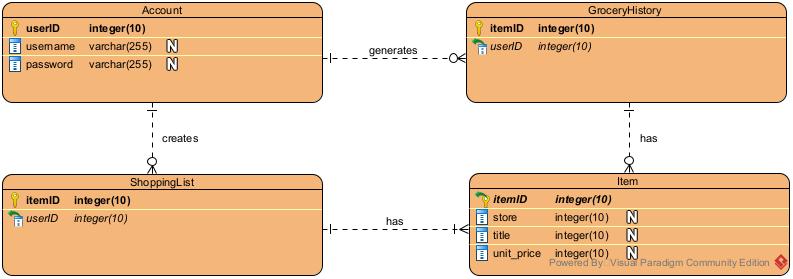 Account
userID integer(10)
username varchar(255) N
password varchar(255) N
generates
GroceryHistory
itemID integer(10)
userID integer(10)
creates
has
ShoppingList
itemID integer(10)
userID integer(10)
has
Item
itemID integer(10)
store integer(10) N
title integer(10) N
unit_price integer(10) N
Powered By: Visual Paradigm Community Edition